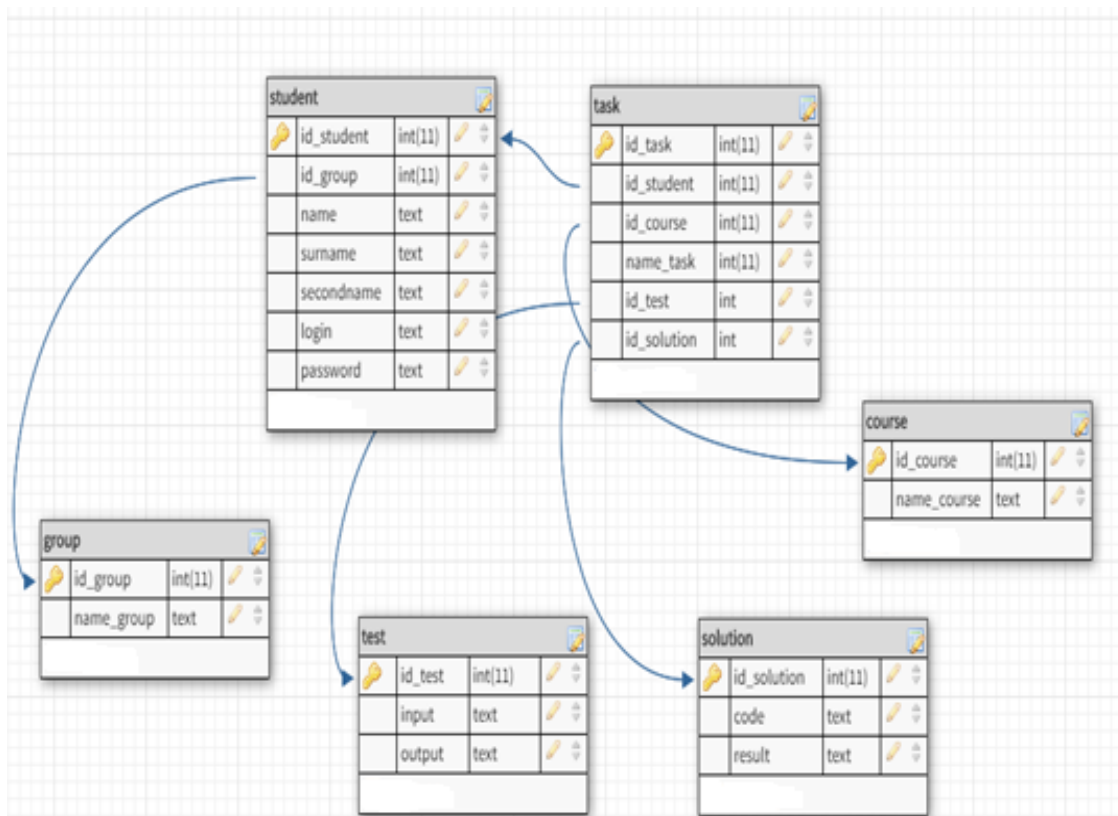 student
id_student int(11)
id_group int(11)
name text
surname text
secondname text
login text
password text
task
id_task int(11)
id_student int(11)
id_course int(11)
name_task int(11)
id_test int
id_solution int
course
id_course int(11)
name_course text
group
id_group int(11)
name_group text
test
id_test int(11)
input text
output text
solution
id_solution int(11)
code text
result text